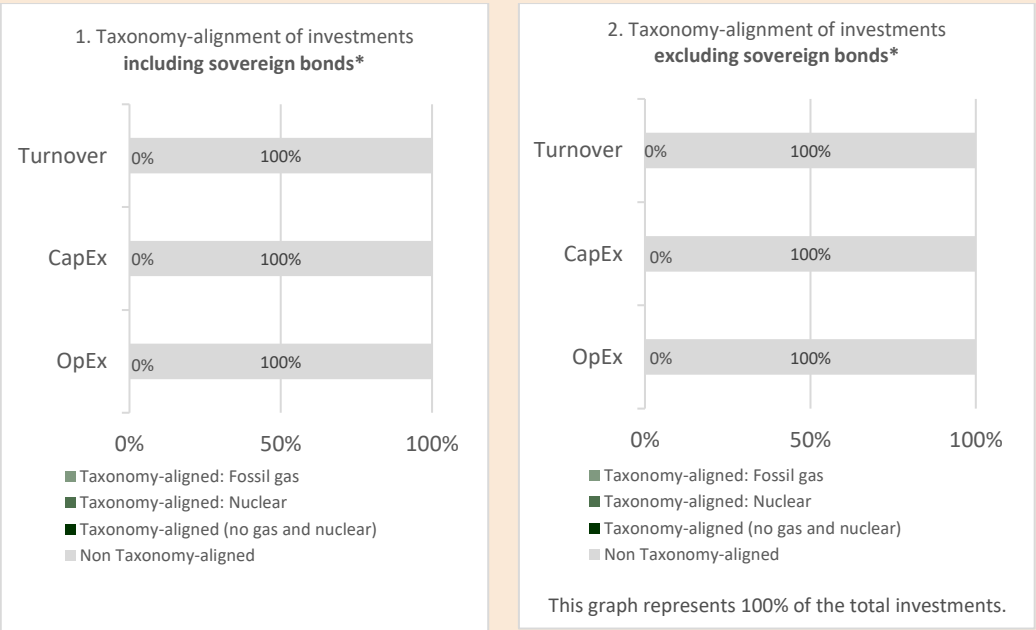 1. Taxonomy-alignment of investments
including sovereign bonds*
Turnover 0% 100%
CapEx 0% 100%
OpEx 0% 100%
0% 50% 100%
Taxonomy-aligned: Fossil gas
Taxonomy-aligned: Nuclear
Taxonomy-aligned (no gas and nuclear)
Non Taxonomy-aligned
2. Taxonomy-alignment of investments
excluding sovereign bonds*
Turnover 0% 100%
CapEx 0% 100%
OpEx 0% 100%
0% 50% 100%
Taxonomy-aligned: Fossil gas
Taxonomy-aligned: Nuclear
Taxonomy-aligned (no gas and nuclear)
Non Taxonomy-aligned
This graph represents 100% of the total investments.